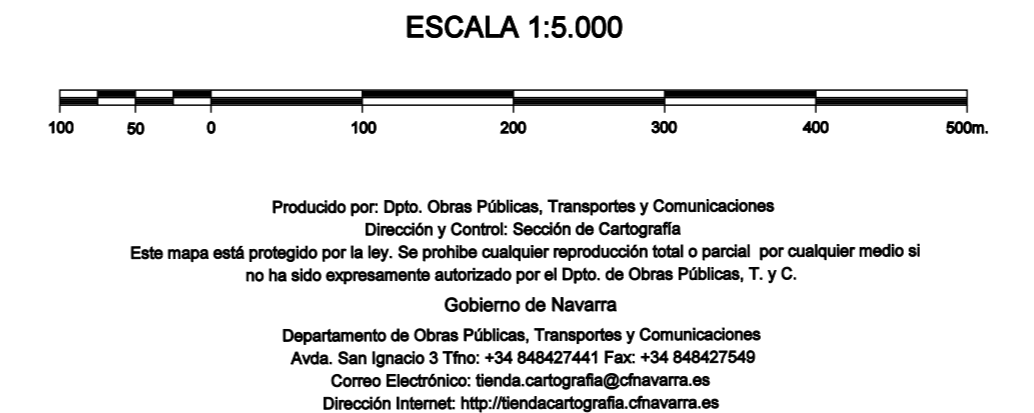 ESCALA 1:5.000
100 50 0 100 200 300 400 500m.
Producido por: Dpto. Obras Públicas, Transportes y Comunicaciones
Dirección y Control: Sección de Cartografía
Este mapa está protegido por la ley. Se prohibe cualquier reproducción total o parcial por cualquier medio si
no ha sido expresamente autorizado por el Dpto. de Obras Públicas, T. y C.
Gobierno de Navarra
Departamento de Obras Públicas, Transportes y Comunicaciones
Avda. San Ignacio 3 Tfno: +34 848427441 Fax: +34 848427549
Correo Electrónico: tienda.cartografia@cfnavarra.es
Dirección Internet: http://tiendacartografia.cfnavarra.es